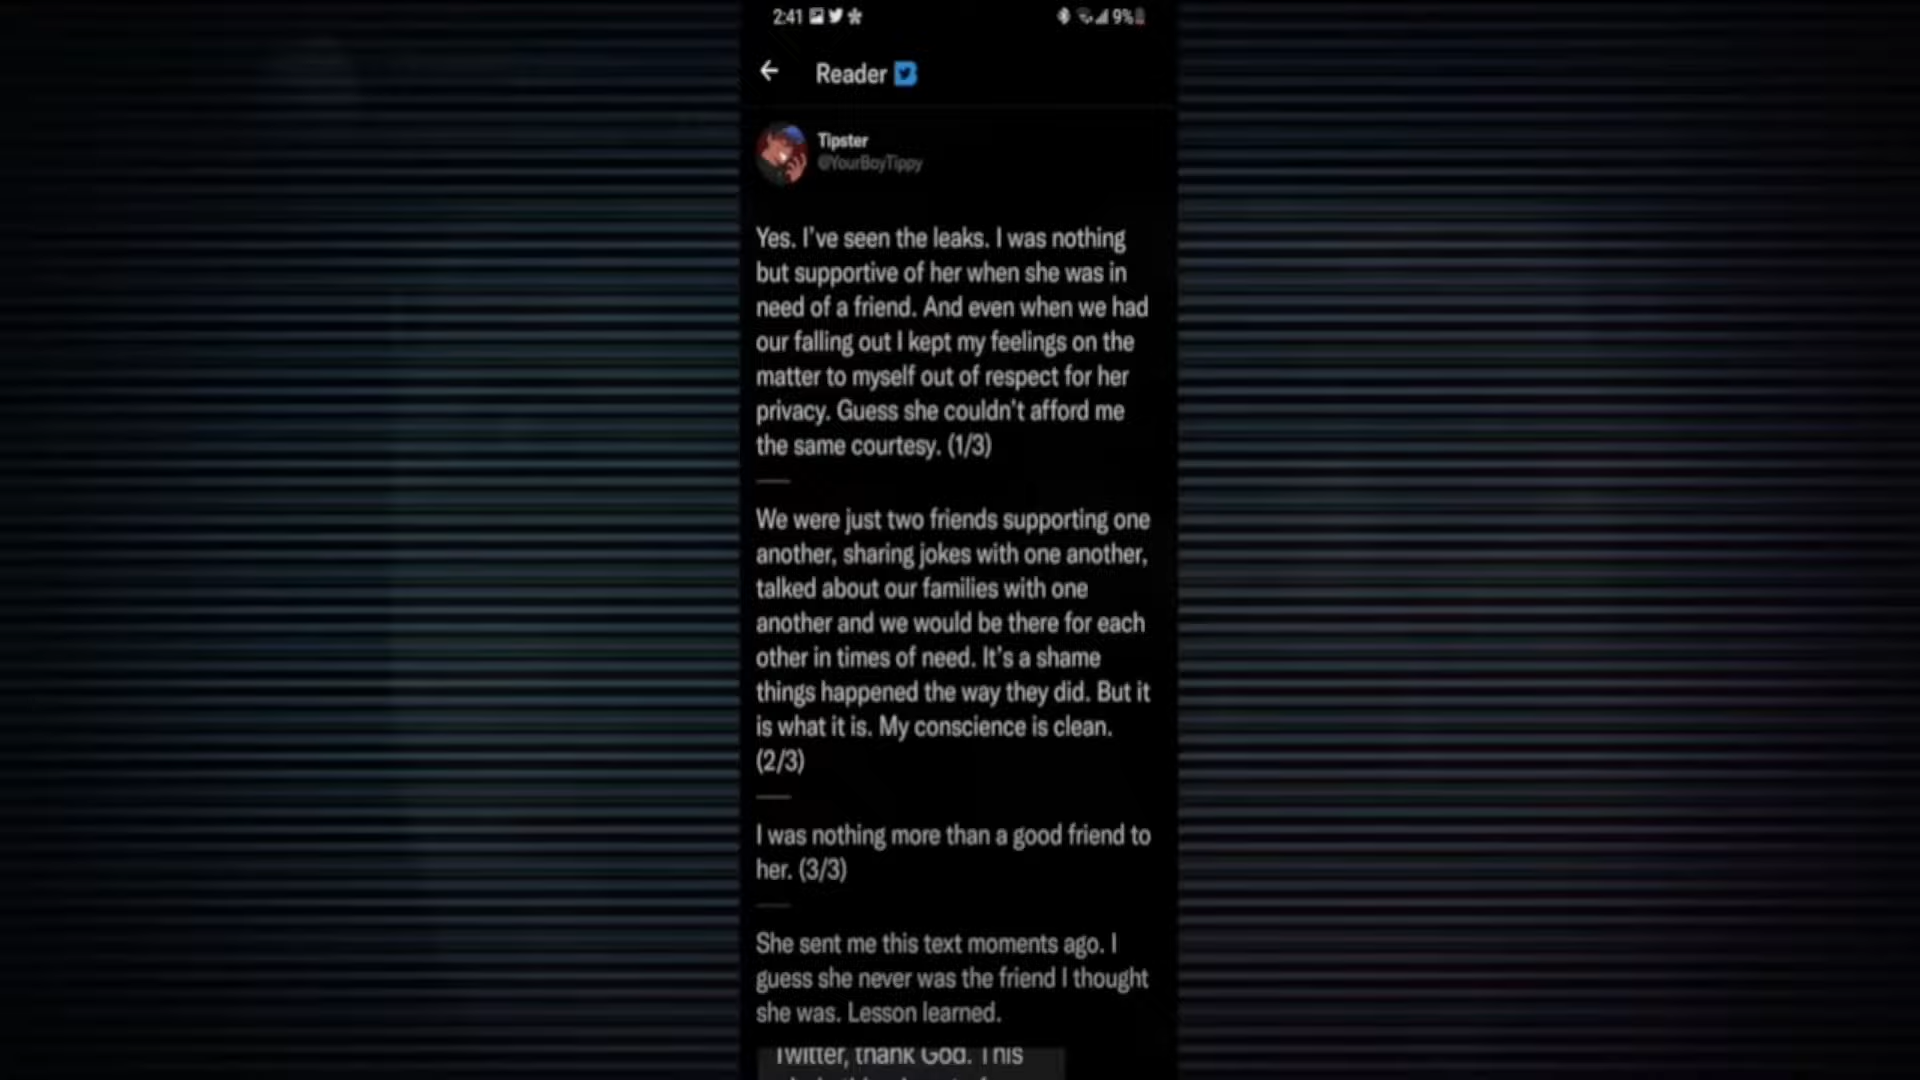 2:41 9%
Reader
Tipster
@YourBoyTippy
Yes. I've seen the leaks. I was nothing
but supportive of her when she was in
need of a friend. And even when we had
our falling out I kept my feelings on the
matter to myself out of respect for her
privacy. Guess she couldn't afford me
the same courtesy. (1/3)
We were just two friends supporting one
another, sharing jokes with one another,
talked about our families with one
another and we would be there for each
other in times of need. It's a shame
things happened the way they did. But it
is what it is. My conscience is clean.
(2/3)
I was nothing more than a good friend to
her. (3/3)
She sent me this text moments ago. I
guess she never was the friend I thought
she was. Lesson learned.
Twitter, thank God. This